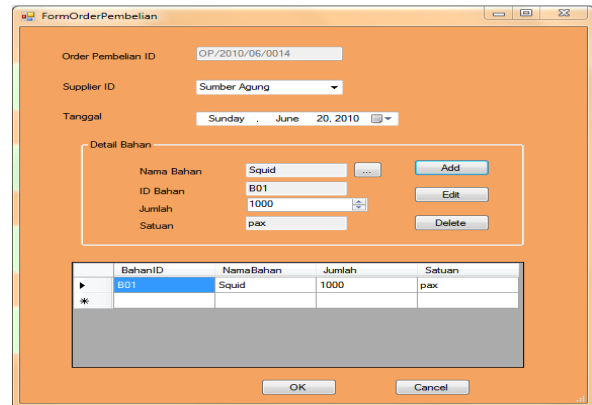 FormOrderPembelian
Order Pembelian ID OP/2010/06/0014
Supplier ID Sumber Agung
Tanggal Sunday , June 20, 2010
Detail Bahan
Nama Bahan Squid ... Add
ID Bahan B01 Edit
Jumlah 1000
Satuan pax Delete
BahanID NamaBahan Jumlah Satuan
B01 Squid 1000 pax
OK Cancel